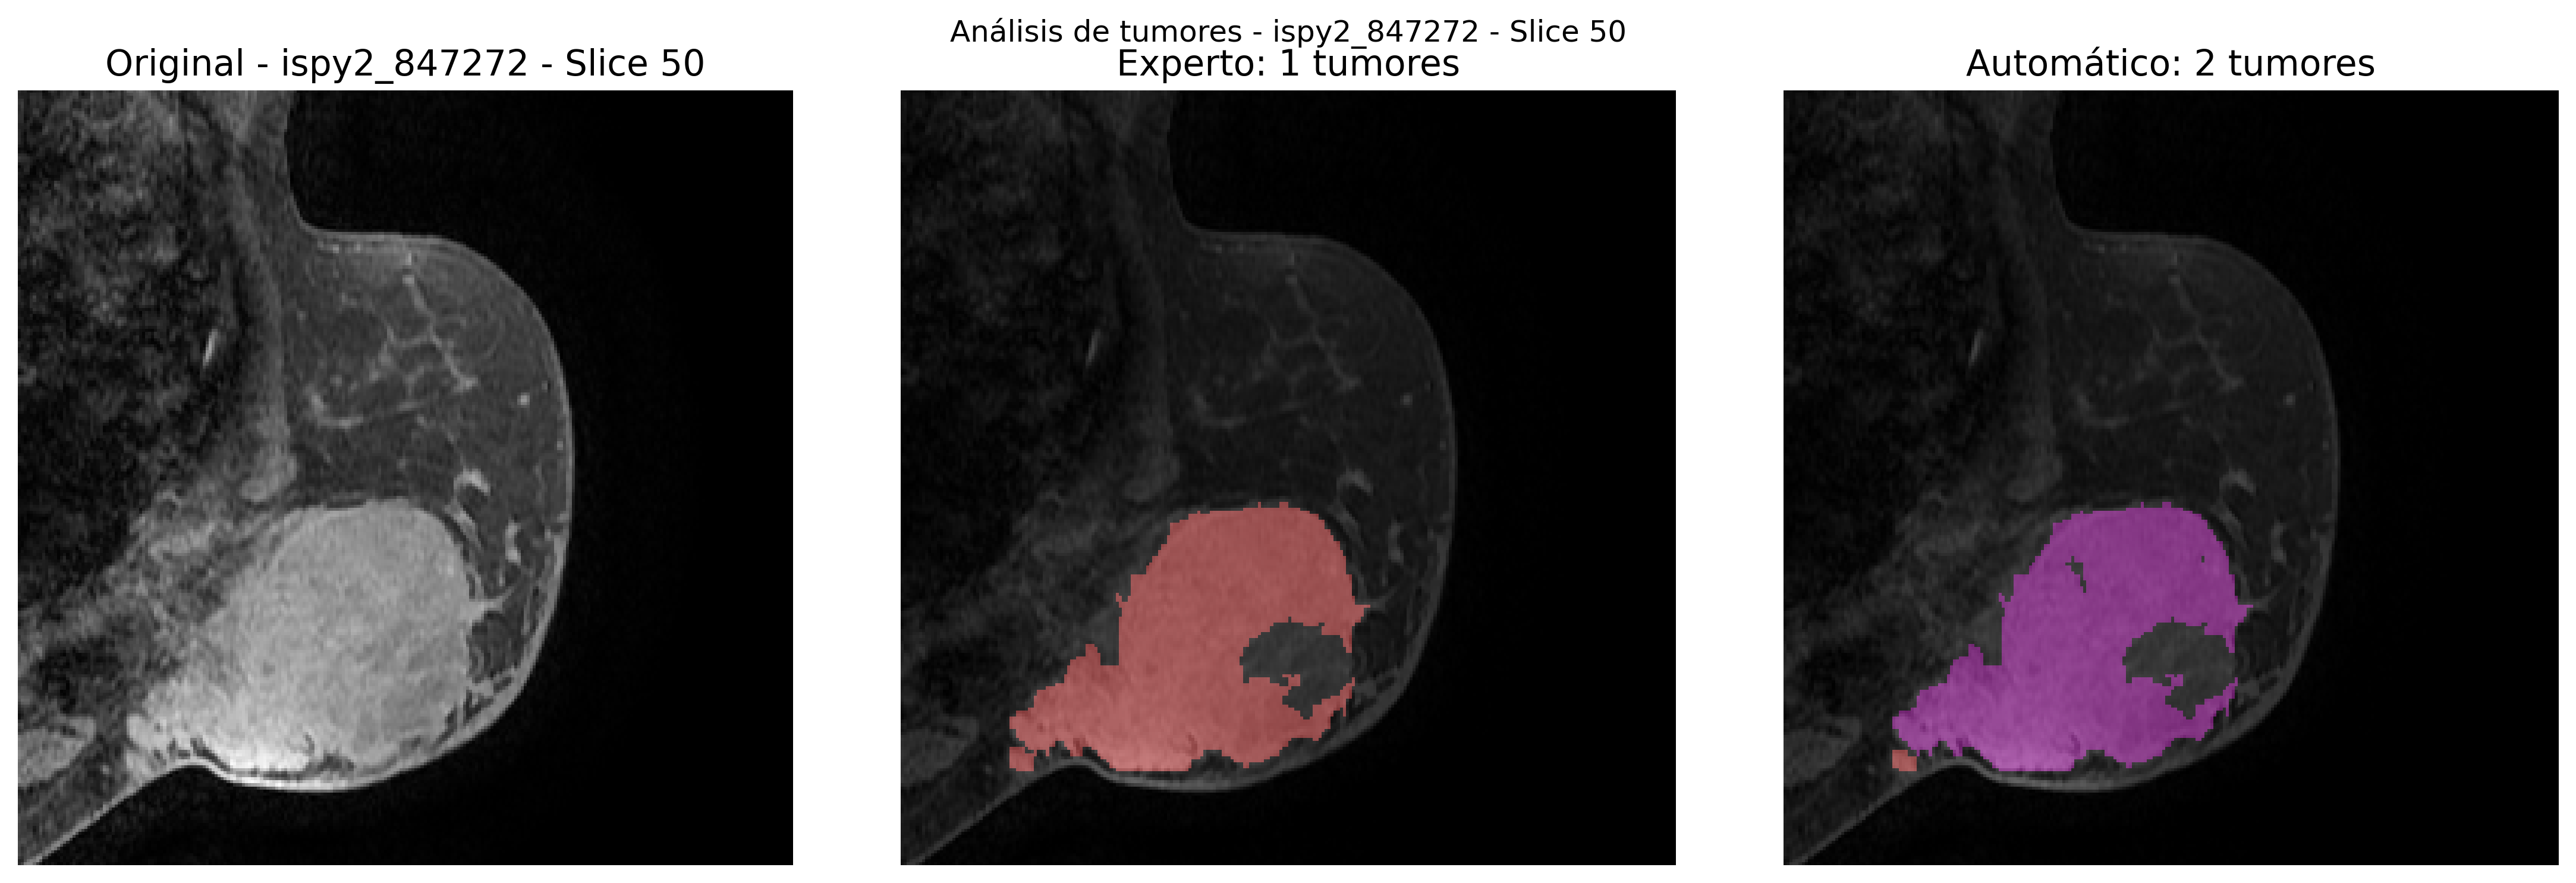 Análisis de tumores - ispy2_847272 - Slice 50
Original - ispy2_847272 - Slice 50
Experto: 1 tumores
Automático: 2 tumores